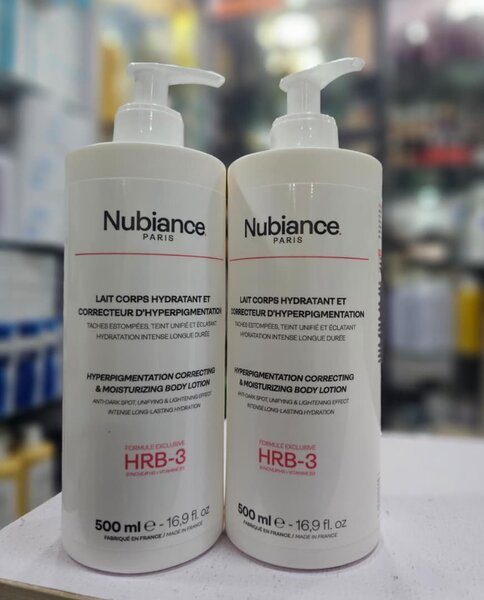 Nubiance.
PARIS
LAIT CORPS HYDRATANT ET
CORRECTEUR D'HYPERPIGMENTATION
TACHES ESTOMPÉES, TEINT UNIFIÉ ET ÉCLATANT
HYDRATATION INTENSE LONGUE DURÉE
HYPERPIGMENTATION CORRECTING
& MOISTURIZING BODY LOTION
ANTI-DARK SPOT, UNIFYING & LIGHTENING EFFECT
INTENSE LONG-LASTING HYDRATION
FORMULE EXCLUSIVE
HRB-3
500 ml e - 16,9 fl. oz
FABRIQUÉ EN FRANCE / MADE IN FRANCE
Nubiance.
PARIS
LAIT CORPS HYDRATANT ET
CORRECTEUR D'HYPERPIGMENTATION
TACHES ESTOMPÉES, TEINT UNIFIÉ ET ÉCLATANT
HYDRATATION INTENSE LONGUE DURÉE
HYPERPIGMENTATION CORRECTING
& MOISTURIZING BODY LOTION
ANTI-DARK SPOT, UNIFYING & LIGHTENING EFFECT
INTENSE LONG-LASTING HYDRATION
FORMULE EXCLUSIVE
HRB-3
500 ml e - 16,9 fl. oz
FABRIQUÉ EN FRANCE / MADE IN FRANCE